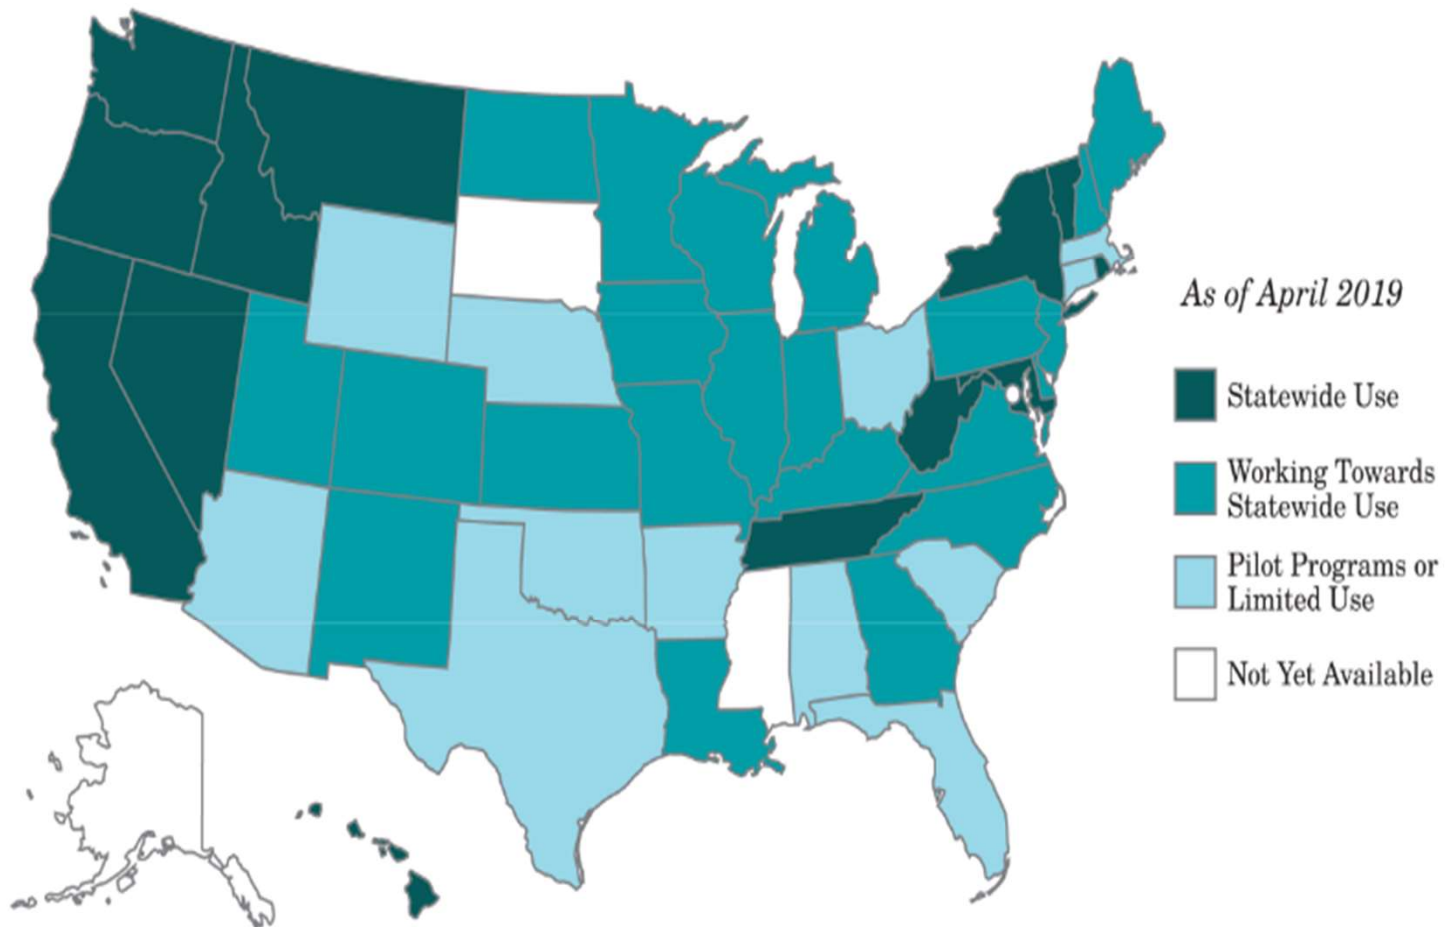 As of April 2019
Statewide Use
Working Towards
Statewide Use
Pilot Programs or
Limited Use
Not Yet Available